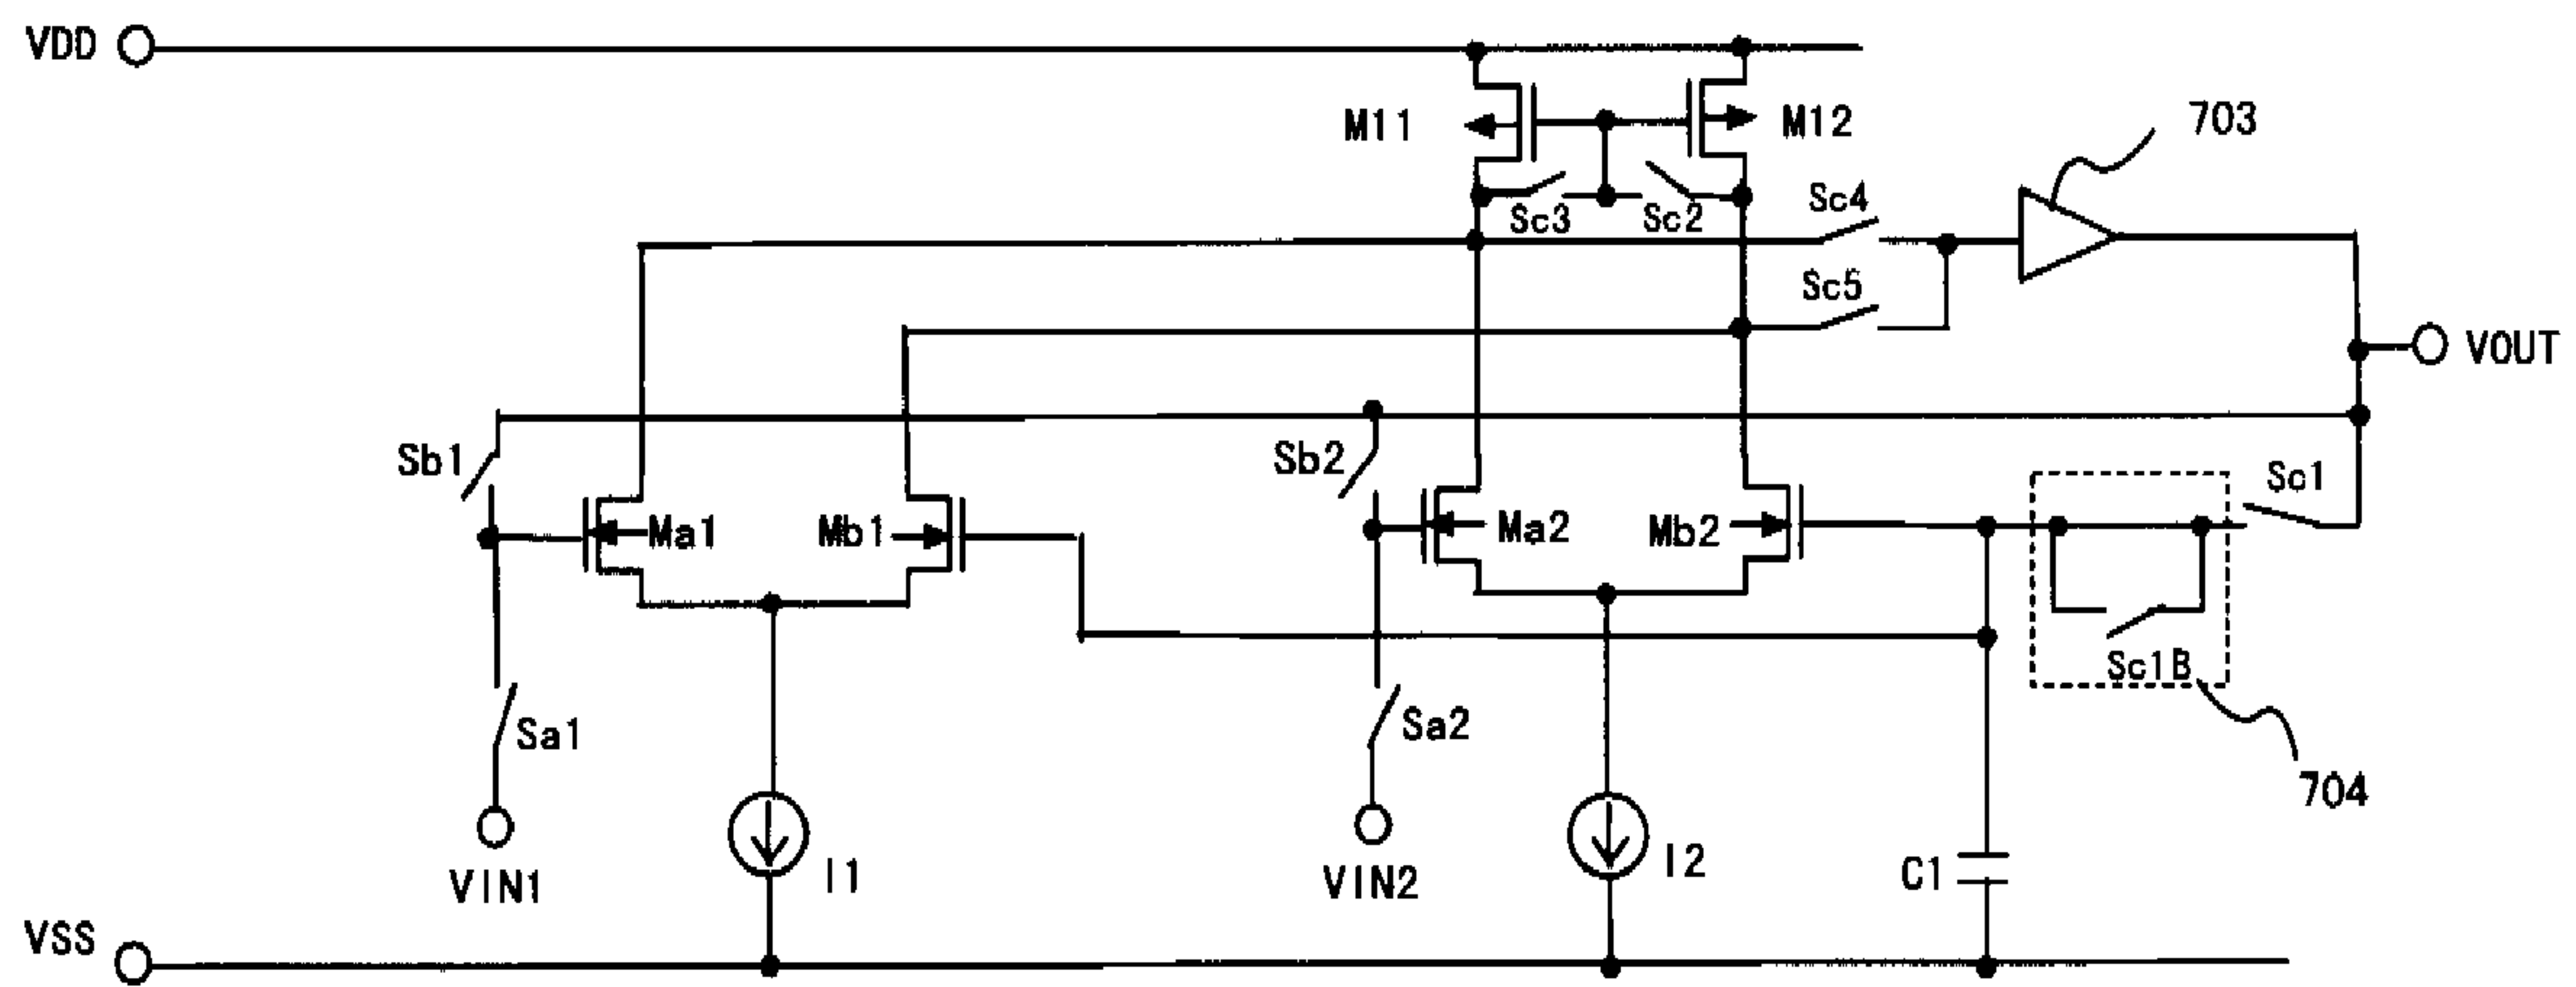 VDD
M11
M12
703
Sc3
Sc2
Sc4
Sc5
VOUT
Sb1
Sb2
Sc1
Ma1
Mb1
Ma2
Mb2
Sc1B
Sa1
Sa2
704
VIN1
I1
VIN2
I2
C1
VSS